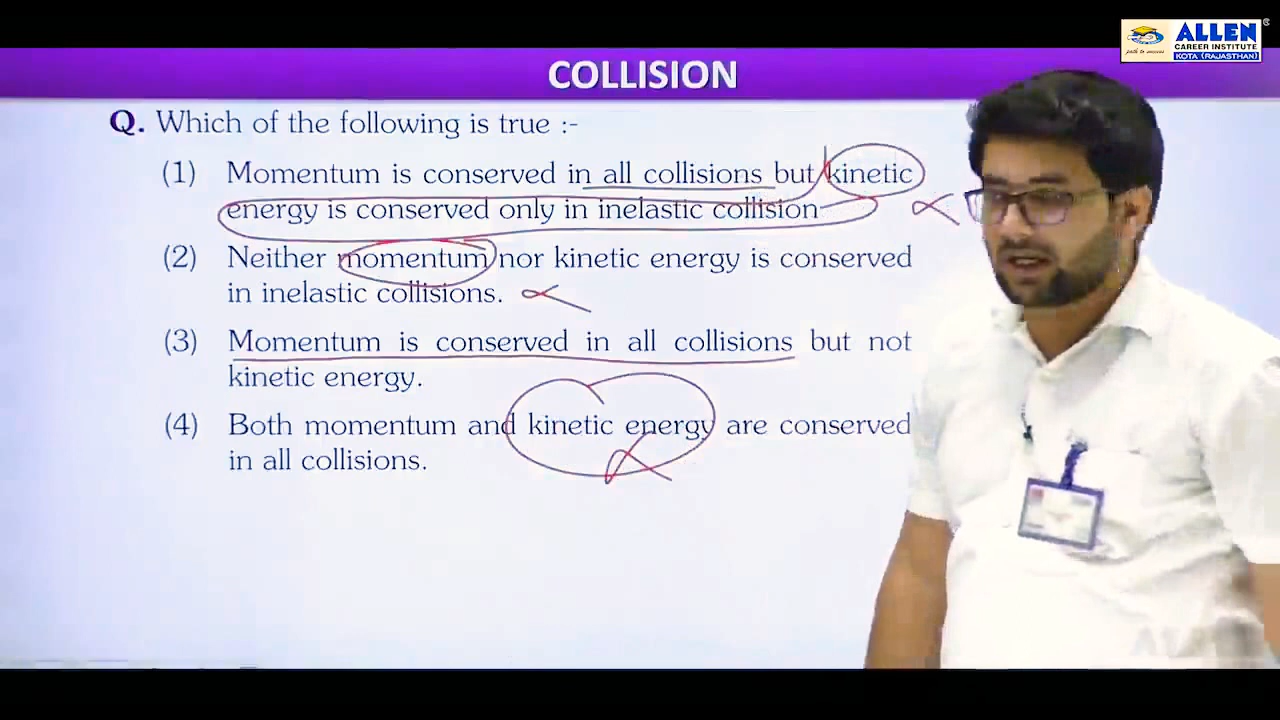 ALLEN
CAREER INSTITUTE
path to success
KOTA (RAJASTHAN)
COLLISION
Q. Which of the following is true :-
(1) Momentum is conserved in all collisions but kinetic
energy is conserved only in inelastic collision
(2) Neither momentum nor kinetic energy is conserved
in inelastic collisions.
(3) Momentum is conserved in all collisions but not
kinetic energy.
(4) Both momentum and kinetic energy are conserved
in all collisions.